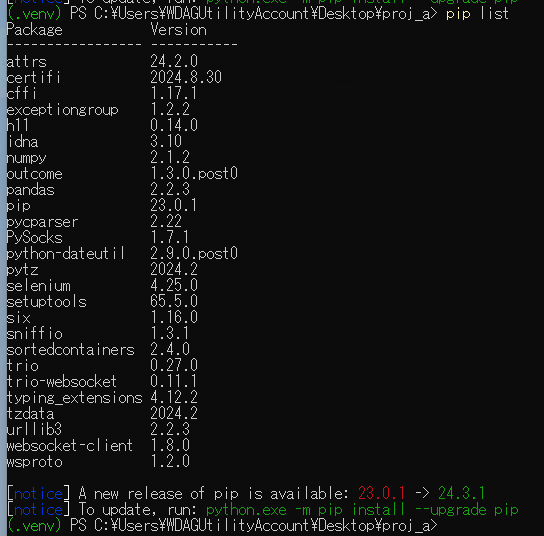 [notice] To update, run: python.exe -m pip install --upgrade pip
(.venv) PS C:¥Users¥WDAGUtilityAccount¥Desktop¥proj_a> pip list
Package           Version
----------------- -----------
attrs             24.2.0
certifi           2024.8.30
cffi              1.17.1
exceptiongroup    1.2.2
h11               0.14.0
idna              3.10
numpy             2.1.2
outcome           1.3.0.post0
pandas            2.2.3
pip               23.0.1
pycparser         2.22
PySocks           1.7.1
python-dateutil   2.9.0.post0
pytz              2024.2
selenium          4.25.0
setuptools        65.5.0
six               1.16.0
sniffio           1.3.1
sortedcontainers  2.4.0
trio              0.27.0
trio-websocket    0.11.1
typing_extensions 4.12.2
tzdata            2024.2
urllib3           2.2.3
websocket-client  1.8.0
wsproto           1.2.0
[notice] A new release of pip is available: 23.0.1 -> 24.3.1
[notice] To update, run: python.exe -m pip install --upgrade pip
(.venv) PS C:¥Users¥WDAGUtilityAccount¥Desktop¥proj_a>